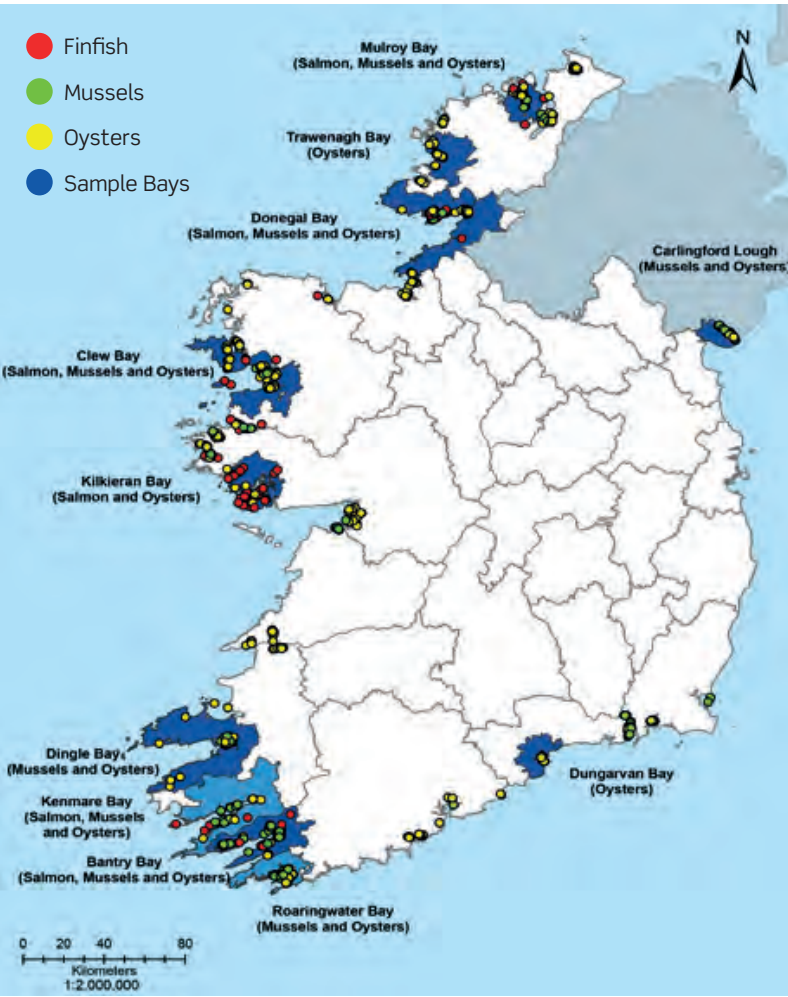 Finfish
Mussels
Oysters
Sample Bays
N
Mulroy Bay
(Salmon, Mussels and Oysters)
Trawenagh Bay
(Oysters)
Donegal Bay
(Salmon, Mussels and Oysters)
Carlingford Lough
(Mussels and Oysters)
Clew Bay
(Salmon, Mussels and Oysters)
Kilkieran Bay
(Salmon and Oysters)
Dingle Bay
(Mussels and Oysters)
Kenmare Bay
(Salmon, Mussels
and Oysters)
Bantry Bay
(Salmon, Mussels and Oysters)
Roaringwater Bay
(Mussels and Oysters)
Dungarvan Bay
(Oysters)
0 20 40 80
Kilometers
1:2,000,000